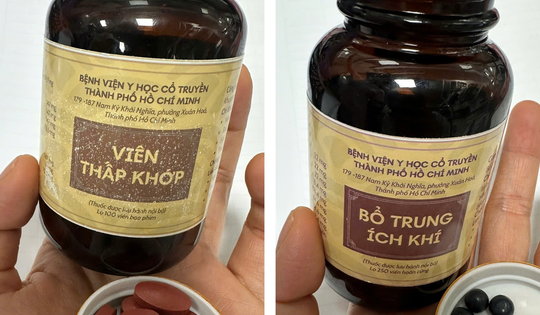 BỆNH VIỆN Y HỌC CỔ TRUYỀN
THÀNH PHỐ HỒ CHÍ MINH
179 -187 Nam Kỳ Khởi Nghĩa, phường Xuân Hoà,
Thành phố Hồ Chí Minh
VIÊN
THẤP KHỚP
(Thuốc được lưu hành nội bộ)
Lọ 100 viên bao phim
BỆNH VIỆN Y HỌC CỔ TRUYỀN
THÀNH PHỐ HỒ CHÍ MINH
179 -187 Nam Kỳ Khởi Nghĩa, phường Xuân Hoà,
Thành phố Hồ Chí Minh
BỔ TRUNG
ÍCH KHÍ
(Thuốc được lưu hành nội bộ)
Lọ 250 viên hoàn cứng